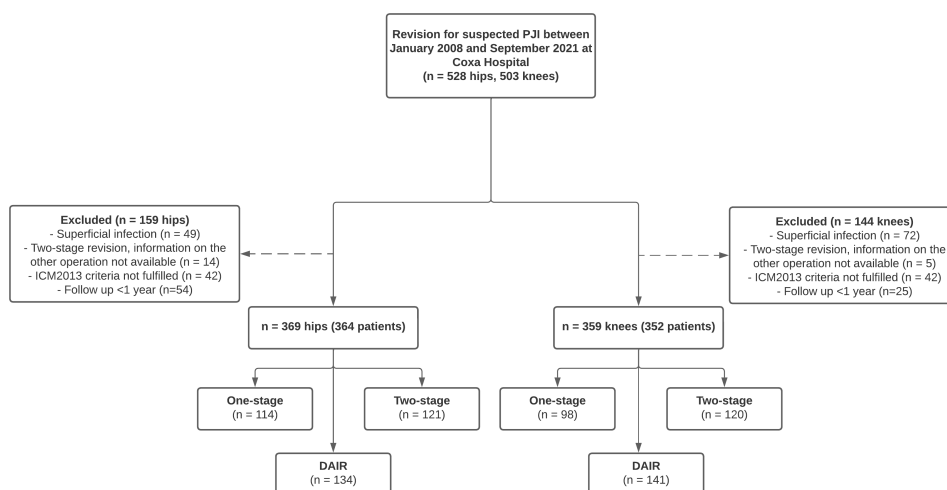 Revision for suspected PJI between
January 2008 and September 2021 at
Coxa Hospital
(n = 528 hips, 503 knees)
Excluded (n = 159 hips)
- Superficial infection (n = 49)
- Two-stage revision, information on the
other operation not available (n = 14)
- ICM2013 criteria not fulfilled (n = 42)
- Follow up <1 year (n=54)
Excluded (n = 144 knees)
- Superficial infection (n = 72)
- Two-stage revision, information on the
other operation not available (n = 5)
- ICM2013 criteria not fulfilled (n = 42)
- Follow up <1 year (n=25)
n = 369 hips (364 patients)
n = 359 knees (352 patients)
One-stage
(n = 114)
Two-stage
(n = 121)
One-stage
(n = 98)
Two-stage
(n = 120)
DAIR
(n = 134)
DAIR
(n = 141)